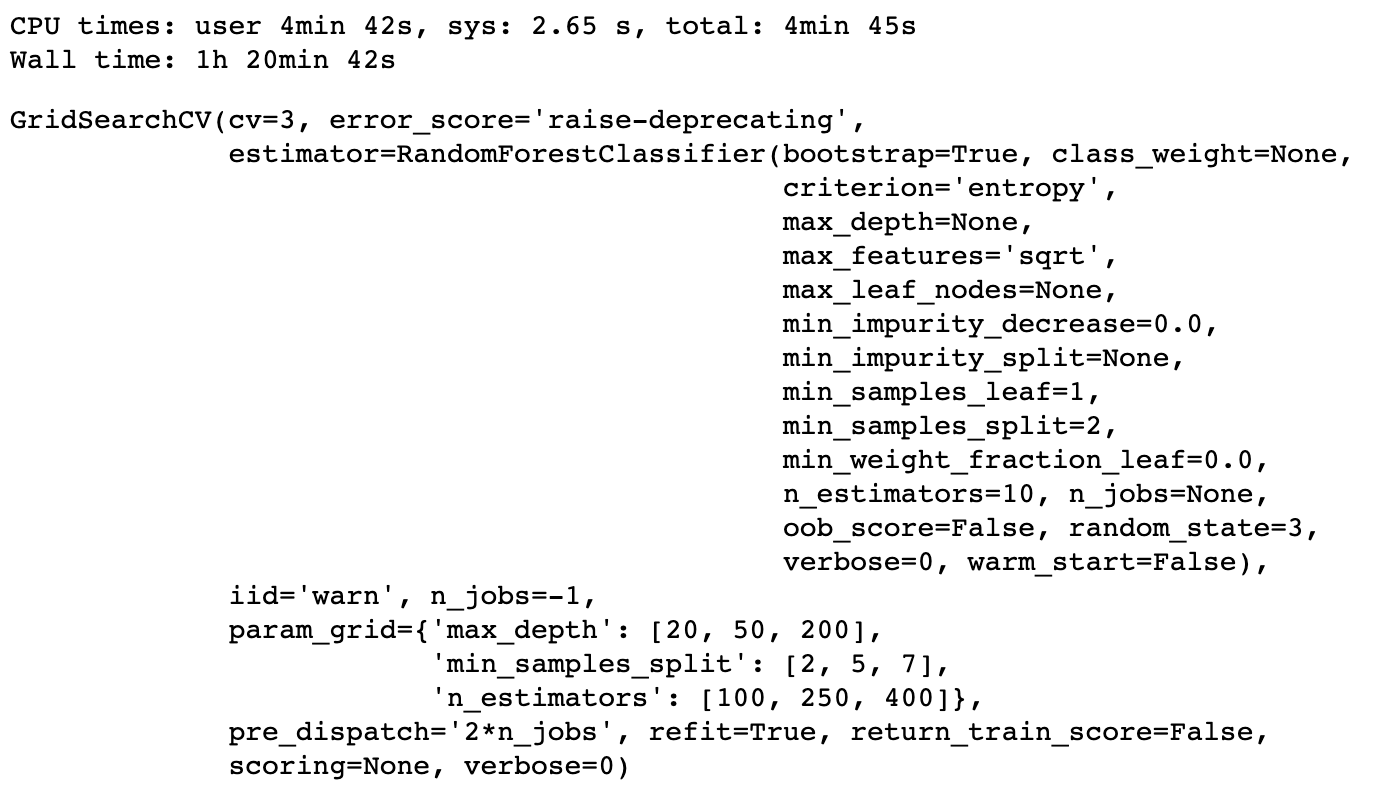 CPU times: user 4min 42s, sys: 2.65 s, total: 4min 45s
Wall time: 1h 20min 42s
GridSearchCV(cv=3, error_score='raise-deprecating',
estimator=RandomForestClassifier(bootstrap=True, class_weight=None,
criterion='entropy',
max_depth=None,
max_features='sqrt',
max_leaf_nodes=None,
min_impurity_decrease=0.0,
min_impurity_split=None,
min_samples_leaf=1,
min_samples_split=2,
min_weight_fraction_leaf=0.0,
n_estimators=10, n_jobs=None,
oob_score=False, random_state=3,
verbose=0, warm_start=False),
iid='warn', n_jobs=-1,
param_grid={'max_depth': [20, 50, 200],
'min_samples_split': [2, 5, 7],
'n_estimators': [100, 250, 400]},
pre_dispatch='2*n_jobs', refit=True, return_train_score=False,
scoring=None, verbose=0)